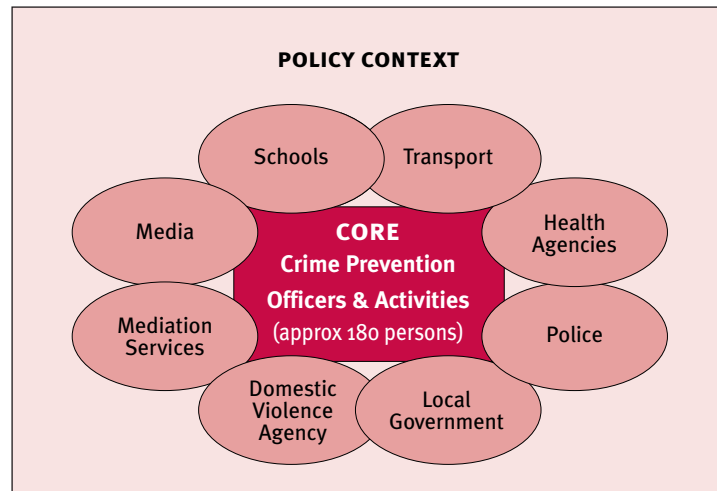 POLICY CONTEXT
Schools
Transport
Media
CORE
Crime Prevention
Officers & Activities
(approx 180 persons)
Health
Agencies
Mediation
Services
Police
Domestic
Violence
Agency
Local
Government